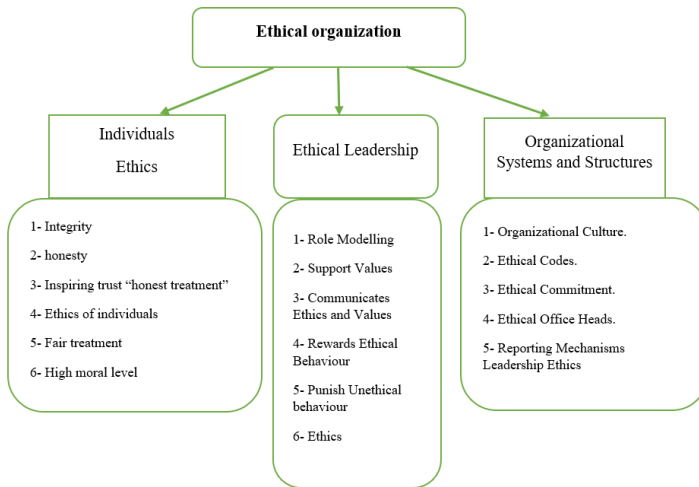 Ethical organization
Individuals
Ethics
Ethical Leadership
Organizational
Systems and Structures
1- Integrity
2- honesty
3- Inspiring trust “honest treatment”
4- Ethics of individuals
5- Fair treatment
6- High moral level
1- Role Modelling
2- Support Values
3- Communicates
Ethics and Values
4- Rewards Ethical
Behaviour
5- Punish Unethical
behaviour
6- Ethics
1- Organizational Culture.
2- Ethical Codes.
3- Ethical Commitment.
4- Ethical Office Heads.
5- Reporting Mechanisms
Leadership Ethics